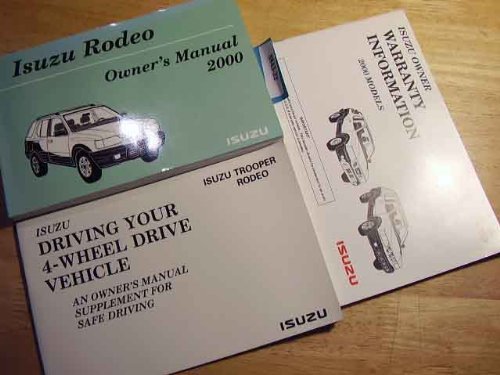 Isuzu Rodeo
Owner's Manual
2000
ISUZU
ISUZU TROOPER
RODEO
ISUZU
DRIVING YOUR
4-WHEEL DRIVE
VEHICLE
AN OWNER'S MANUAL
SUPPLEMENT FOR
SAFE DRIVING
ISUZU
ISUZU OWNER
WARRANTY
INFORMATION
2000 MODELS
ISUZU